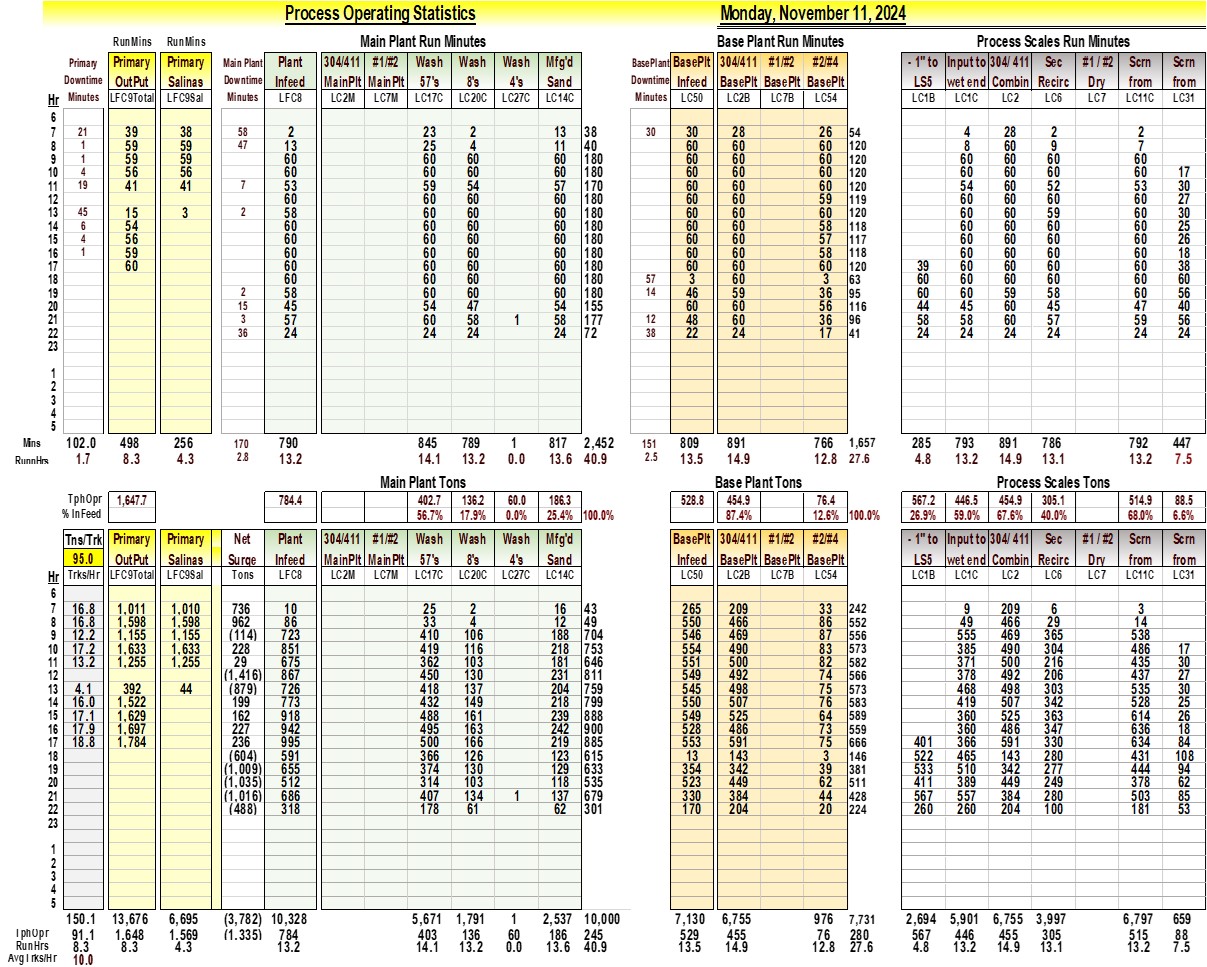 Process Operating Statistics Monday, November 11, 2024
RunMins RunMins Main Plant Run Minutes Base Plant Run Minutes Process Scales Run Minutes
Primary Primary Primary Main Plant Plant 304/411 #1/#2 Wash Wash Wash Mfg'd BasePlant BasePlt 304/411 #1/#2 #2/#4 - 1" to Input to 304/ 411 Sec #1 / #2 Scrn Scrn
Downtime OutPut Salinas Downtime Infeed MainPlt MainPlt 57's 8's 4's Sand Downtime Infeed BasePlt BasePlt BasePlt LS5 wet end Combin Recirc Dry from from
Hr Minutes LFC9Total LFC9Sal Minutes LFC8 LC2M LC7M LC17C LC20C LC27C LC14C Minutes LC50 LC2B LC7B LC54 LC1B LC1C LC2 LC6 LC7 LC11C LC31
6
7 21 39 38 58 2 23 2 13 38 30 30 28 26 54 4 28 2 2
8 1 59 59 47 13 25 4 11 40 60 60 60 120 8 60 9 7
9 1 59 59 60 60 60 60 180 60 60 60 120 60 60 60 60
10 4 56 56 60 60 60 60 180 60 60 60 120 60 60 60 60 17
11 19 41 41 7 53 59 54 57 170 60 60 60 120 54 60 52 53 30
12 60 60 60 60 180 60 60 59 119 60 60 60 60 27
13 45 15 3 2 58 60 60 60 180 60 60 60 120 60 60 59 60 30
14 6 54 60 60 60 60 180 60 60 58 118 60 60 60 60 25
15 4 56 60 60 60 60 180 60 60 57 117 60 60 60 60 26
16 1 59 60 60 60 60 180 60 60 58 118 60 60 60 60 18
17 60 60 60 60 60 180 60 60 60 120 39 60 60 60 60 38
18 60 60 60 60 180 57 3 60 3 63 60 60 60 60 60 60
19 2 58 60 60 60 180 14 46 59 36 95 60 60 59 58 60 56
20 15 45 54 47 54 155 60 60 56 116 44 45 60 45 47 40
21 3 57 60 58 1 58 177 12 48 60 36 96 58 58 60 57 59 56
22 36 24 24 24 24 72 38 22 24 17 41 24 24 24 24 24 24
23
1
2
3
4
5
Mins 102.0 498 256 170 790 845 789 1 817 2,452 151 809 891 766 1,657 285 793 891 786 792 447
RunnHrs 1.7 8.3 4.3 2.8 13.2 14.1 13.2 0.0 13.6 40.9 2.5 13.5 14.9 12.8 27.6 4.8 13.2 14.9 13.1 13.2 7.5
Main Plant Tons Base Plant Tons Process Scales Tons
TphOpr 1,647.7 784.4 402.7 136.2 60.0 186.3 528.8 454.9 76.4 567.2 446.5 454.9 305.1 514.9 88.5
% InFeed 56.7% 17.9% 0.0% 25.4% 100.0% 87.4% 12.6% 100.0% 26.9% 59.0% 67.6% 40.0% 68.0% 6.6%
Tns/Trk Primary Primary Net Plant 304/411 #1/#2 Wash Wash Wash Mfg'd BasePlt 304/411 #1/#2 #2/#4 - 1" to Input to 304/ 411 Sec #1 / #2 Scrn Scrn
95.0 OutPut Salinas Surge Infeed MainPlt MainPlt 57's 8's 4's Sand Infeed BasePlt BasePlt BasePlt LS5 wet end Combin Recirc Dry from from
Hr Trks/Hr LFC9Total LFC9Sal Tons LFC8 LC2M LC7M LC17C LC20C LC27C LC14C LC50 LC2B LC7B LC54 LC1B LC1C LC2 LC6 LC7 LC11C LC31
6
7 16.8 1,011 1,010 736 10 25 2 16 43 265 209 33 242 9 209 6 3
8 16.8 1,598 1,598 962 86 33 4 12 49 550 466 86 552 49 466 29 14
9 12.2 1,155 1,155 (114) 723 410 106 188 704 546 469 87 556 555 469 365 538
10 17.2 1,633 1,633 228 851 419 116 218 753 554 490 83 573 385 490 304 486 17
11 13.2 1,255 1,255 29 675 362 103 181 646 551 500 82 582 371 500 216 435 30
12 (1,416) 867 450 130 231 811 549 492 74 566 378 492 206 437 27
13 4.1 392 44 (879) 726 418 137 204 759 545 498 75 573 468 498 303 535 30
14 16.0 1,522 199 773 432 149 218 799 550 507 76 583 419 507 342 528 25
15 17.1 1,629 162 918 488 161 239 888 549 525 64 589 360 525 363 614 26
16 17.9 1,697 227 942 495 163 242 900 528 486 73 559 326 486 347 636 18
17 18.8 1,784 236 995 500 166 219 885 553 591 75 666 401 366 591 330 634 84
18 (604) 591 366 126 123 615 13 143 3 146 522 465 143 280 431 108
19 (1,009) 655 374 130 129 633 354 342 39 381 533 510 342 277 444 94
20 (1,035) 512 314 103 118 535 523 449 62 511 411 389 449 249 378 62
21 (1,016) 686 407 134 1 137 679 330 384 44 428 567 557 384 280 503 85
22 (488) 318 178 61 62 301 170 204 20 224 260 260 204 100 181 53
23
1
2
3
4
5
150.1 13,676 6,695 (3,782) 10,328 5,671 1,791 1 2,537 10,000 7,130 6,755 976 7,731 2,694 5,901 6,755 3,997 6,797 659
TphOpr 91.1 1,648 1,569 (1,335) 784 403 136 60 186 245 529 455 76 280 567 446 455 305 515 88
RunHrs 8.3 8.3 4.3 13.2 14.1 13.2 0.0 13.6 40.9 13.5 14.9 12.8 27.6 4.8 13.2 14.9 13.1 13.2 7.5
AvgTrks/Hr 10.0